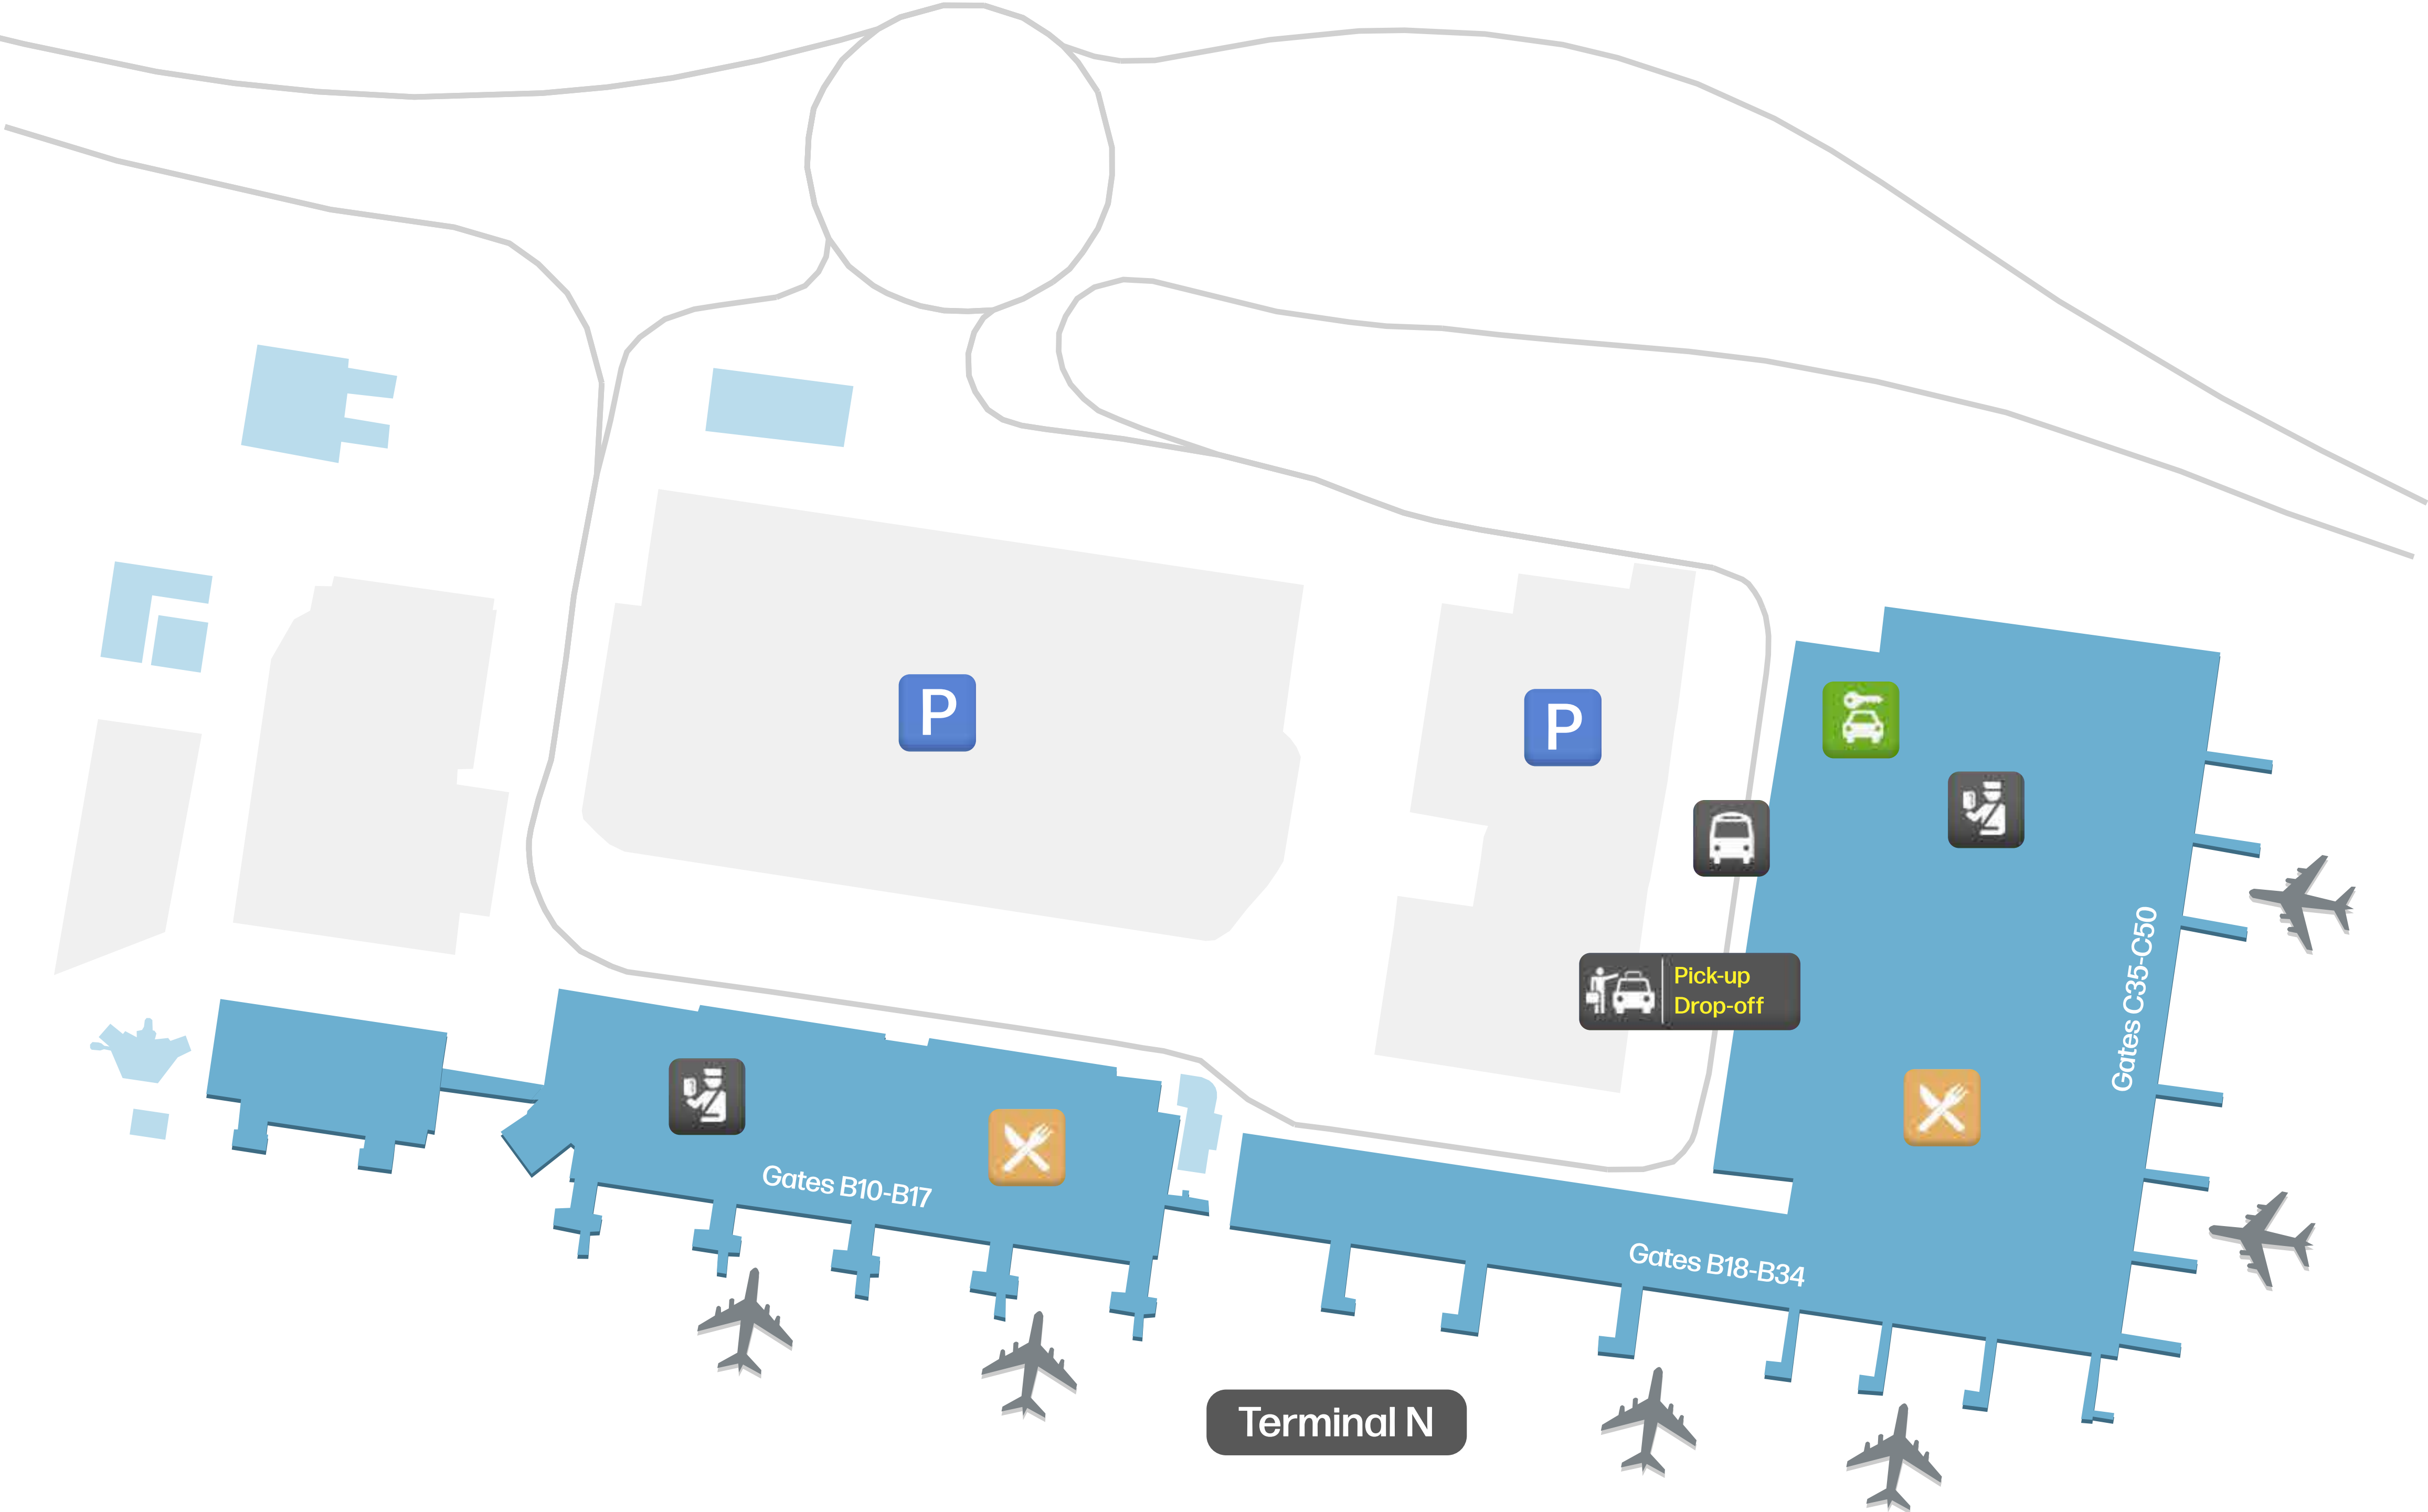 P
P
Pick-up
Drop-off
Gates C35-C50
Gates B10-B17
Gates B18-B34
Terminal N